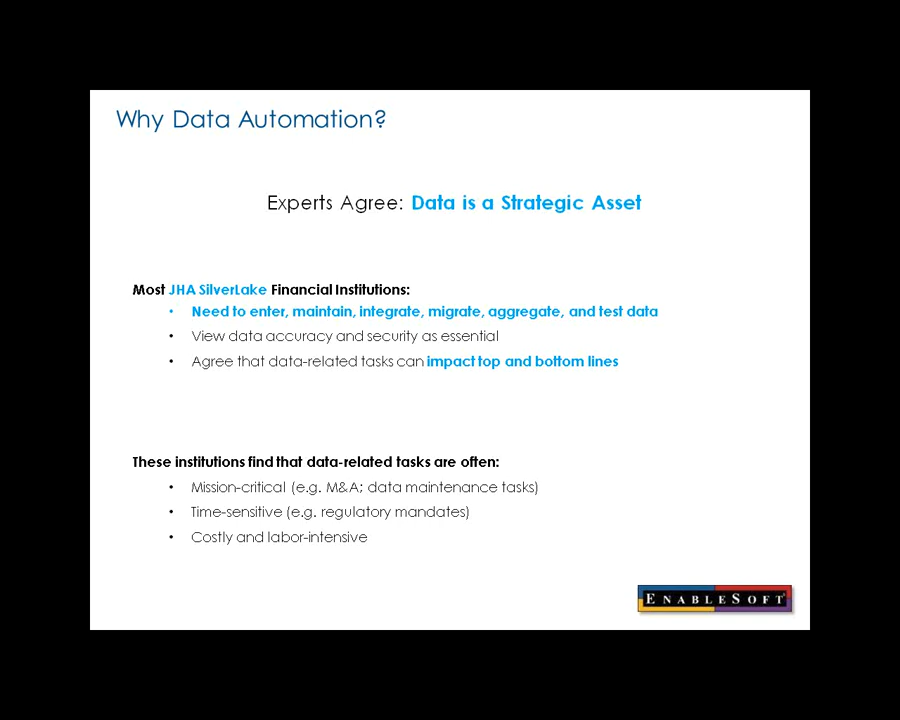 Why Data Automation?
Experts Agree: Data is a Strategic Asset
Most JHA SilverLake Financial Institutions:
• Need to enter, maintain, integrate, migrate, aggregate, and test data
• View data accuracy and security as essential
• Agree that data-related tasks can impact top and bottom lines
These institutions find that data-related tasks are often:
• Mission-critical (e.g. M&A; data maintenance tasks)
• Time-sensitive (e.g. regulatory mandates)
• Costly and labor-intensive
ENABLESOFT